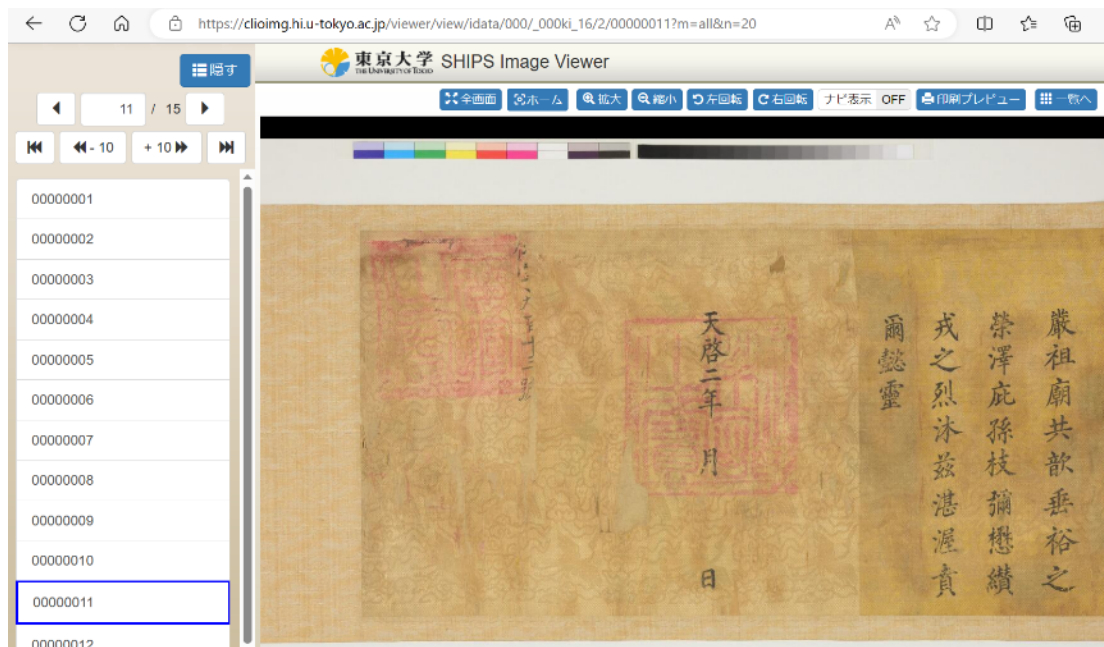 https://clioimg.hi.u-tokyo.ac.jp/viewer/view/idata/000/_000ki_16/2/00000011?m=all&n=20
隠す
東京大学
THE UNIVERSITY OF TOKYO
SHIPS Image Viewer
11 / 15
- 10
+ 10
全画面
ホーム
拡大
縮小
左回転
右回転
ナビ表示 OFF
印刷プレビュー
一覧へ
00000001
00000002
00000003
00000004
00000005
00000006
00000007
00000008
00000009
00000010
00000011
00000012
嚴祖廟共歆垂裕之
榮澤庇孫枝彌懋纘
戎之烈沐茲湛渥賁
爾懿靈
天啓二年 月 日